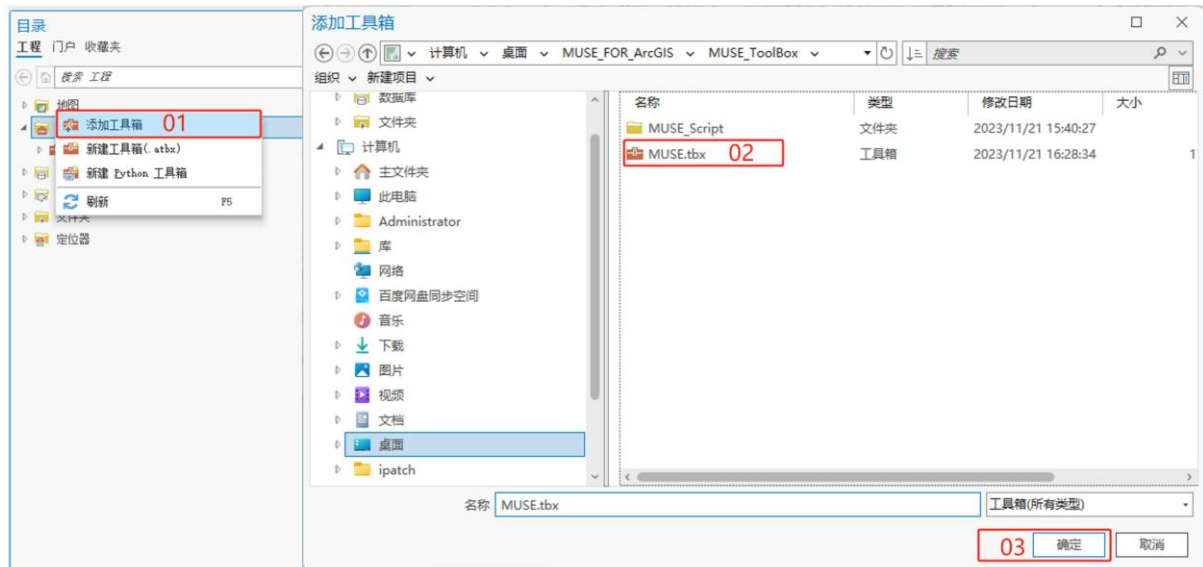 目录
工程 门户 收藏夹
搜索 工程
地图
添加工具箱 01
新建工具箱(.atbx)
新建 Python 工具箱
刷新 F5
文件夹
定位器
添加工具箱
计算机 桌面 MUSE_FOR_ArcGIS MUSE_ToolBox 搜索
组织 新建项目
数据库
文件夹
计算机
主文件夹
此电脑
Administrator
库
网络
百度网盘同步空间
音乐
下载
图片
视频
文档
桌面
ipatch
名称 类型 修改日期 大小
MUSE_Script 文件夹 2023/11/21 15:40:27
MUSE.tbx 02 工具箱 2023/11/21 16:28:34 1
名称 MUSE.tbx 工具箱(所有类型)
03 确定 取消